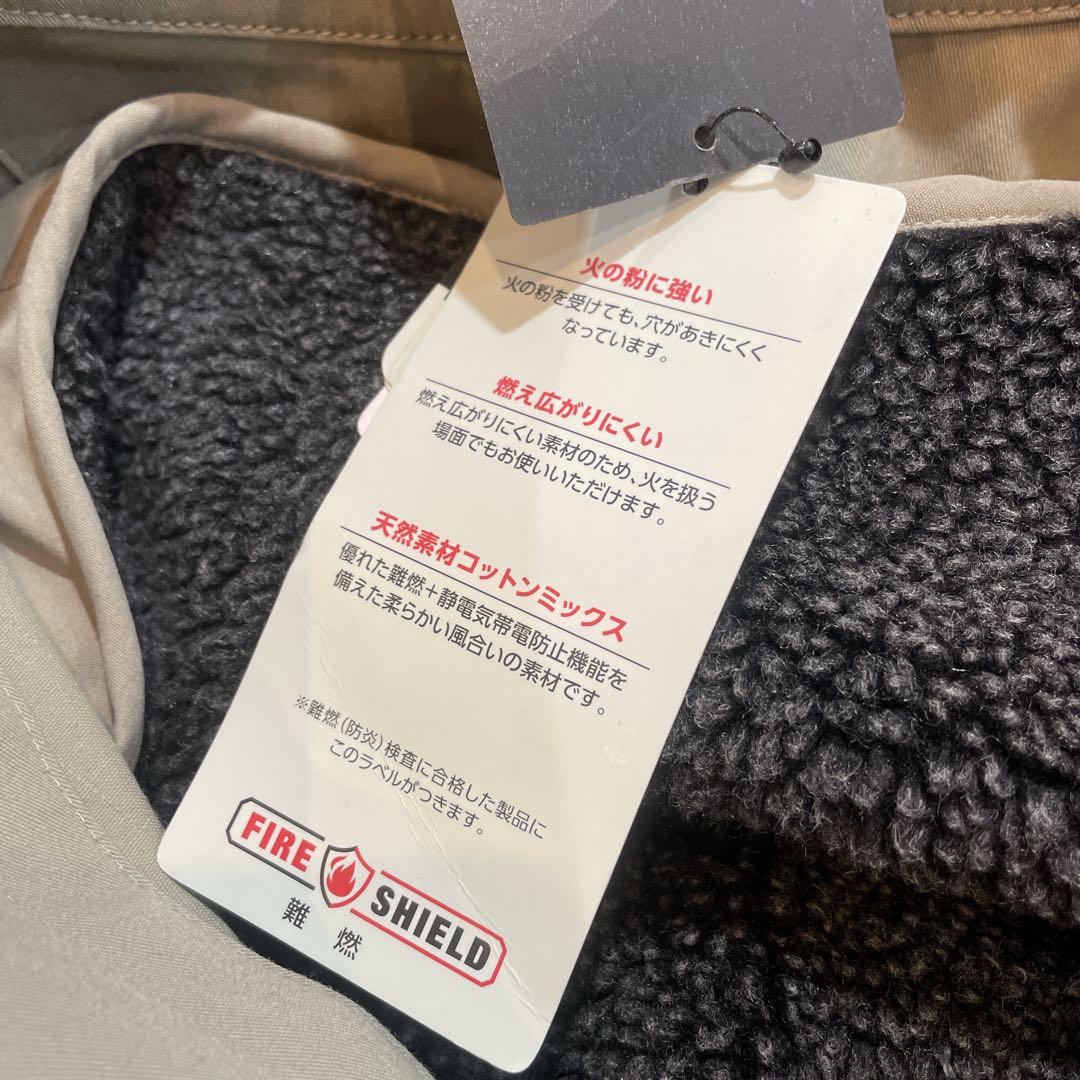 火の粉に強い
火の粉を受けても、穴があきにくく
なっています。
燃え広がりにくい
燃え広がりにくい素材のため、火を扱う
場面でもお使いいただけます。
天然素材コットンミックス
優れた難燃+静電気帯電防止機能を
備えた柔らかい風合いの素材です。
※難燃(防炎)検査に合格した製品に
このラベルがつきます。
FIRE SHIELD
難燃